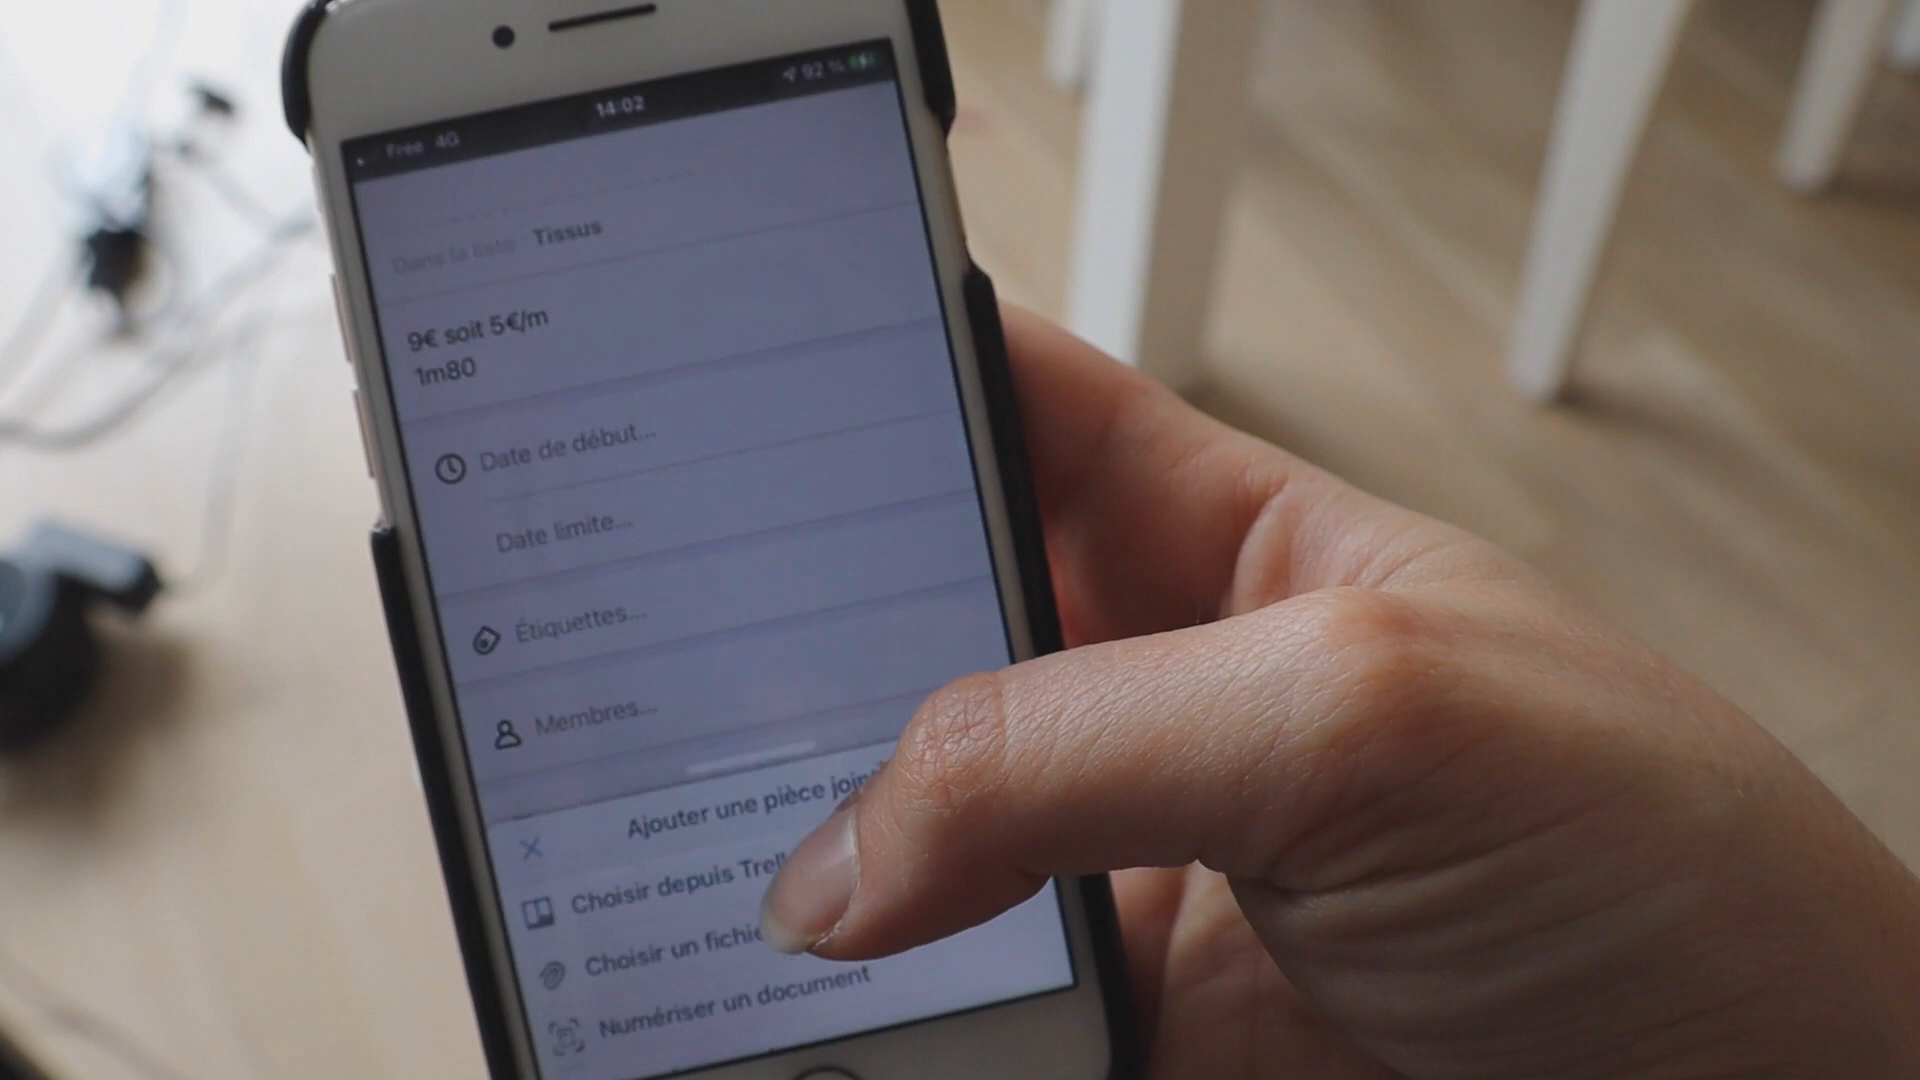 Free 4G 14:02 92 %
Dans la liste Tissus
9€ soit 5€/m
1m80
Date de début...
Date limite...
Étiquettes...
Membres...
Ajouter une pièce join
Choisir depuis Trell
Choisir un fichie
Numériser un document